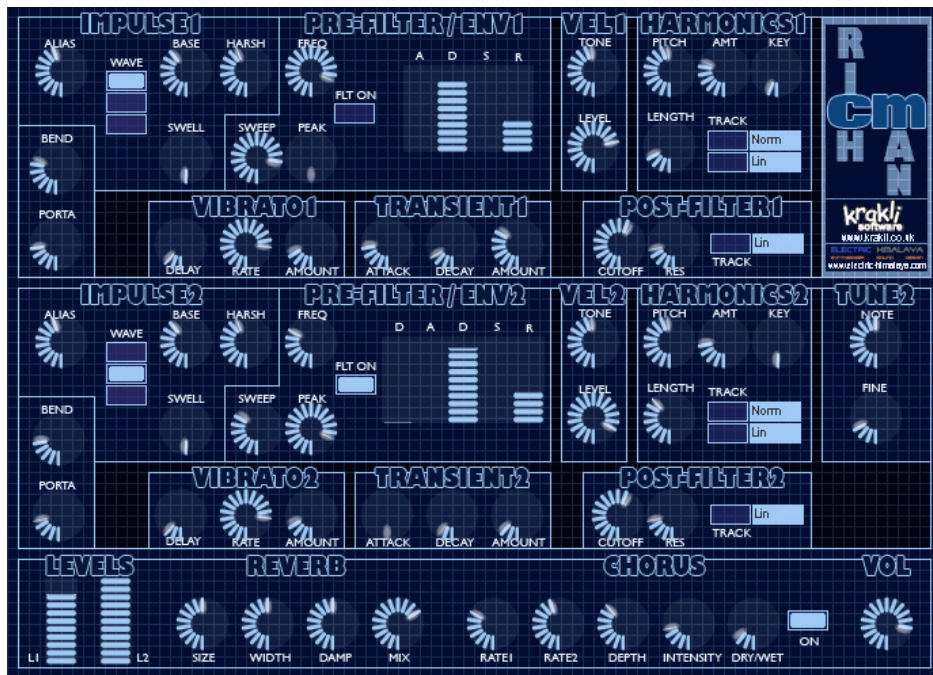 IMPULSE1 PRE-FILTER / ENV1 VEL1 HARMONICS1
ALIAS BASE HARSH FREQ TONE PITCH AMT KEY
WAVE A D S R
FLT ON
SWELL SWEEP PEAK LEVEL LENGTH TRACK
BEND Norm
Lin
PORTA VIBRATO1 TRANSIENT1 POST-FILTER1
Lin
TRACK
DELAY RATE AMOUNT ATTACK DECAY AMOUNT CUTOFF RES
RICH
cm
MAN
krakli
software
www.krakli.co.uk
ELECTRIC HIMALAYA
SYNTHESISER SOUND DESIGN
www.electric-himalaya.com
IMPULSE2 PRE-FILTER / ENV2 VEL2 HARMONICS2 TUNE2
ALIAS BASE HARSH FREQ TONE PITCH AMT KEY NOTE
WAVE D A D S R
FLT ON
SWELL SWEEP PEAK LEVEL LENGTH TRACK FINE
BEND Norm
Lin
PORTA VIBRATO2 TRANSIENT2 POST-FILTER2
Lin
TRACK
DELAY RATE AMOUNT ATTACK DECAY AMOUNT CUTOFF RES
LEVELS REVERB CHORUS VOL
ON
L1 L2 SIZE WIDTH DAMP MIX RATE1 RATE2 DEPTH INTENSITY DRY/WET